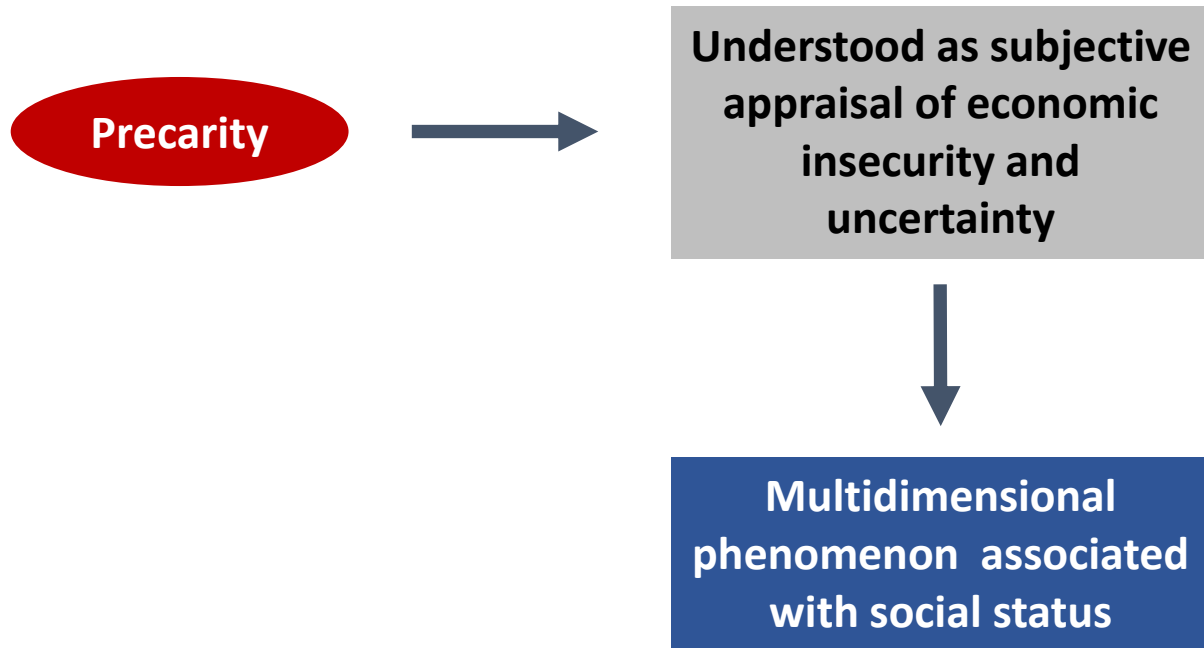 Precarity
Understood as subjective
appraisal of economic
insecurity and
uncertainty
Multidimensional
phenomenon  associated
with social status